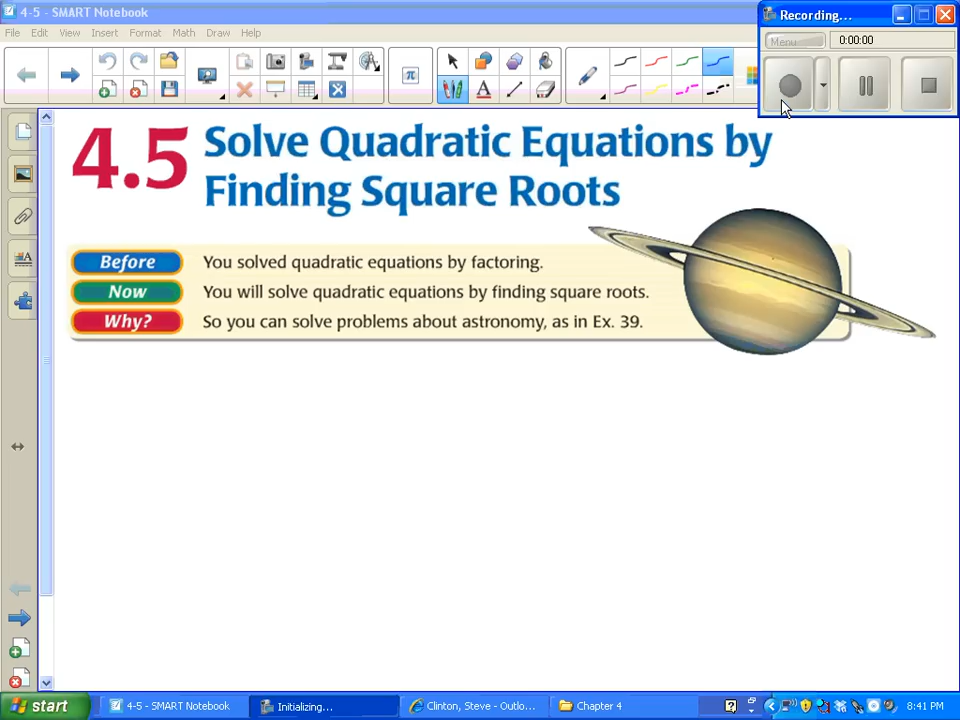 4-5 - SMART Notebook
File Edit View Insert Format Math Draw Help
Recording...
Menu
0:00:00
π
A
4.5 Solve Quadratic Equations by
Finding Square Roots
Before You solved quadratic equations by factoring.
Now You will solve quadratic equations by finding square roots.
Why? So you can solve problems about astronomy, as in Ex. 39.
start
4-5 - SMART Notebook
Initializing...
Clinton, Steve - Outlo...
Chapter 4
8:41 PM